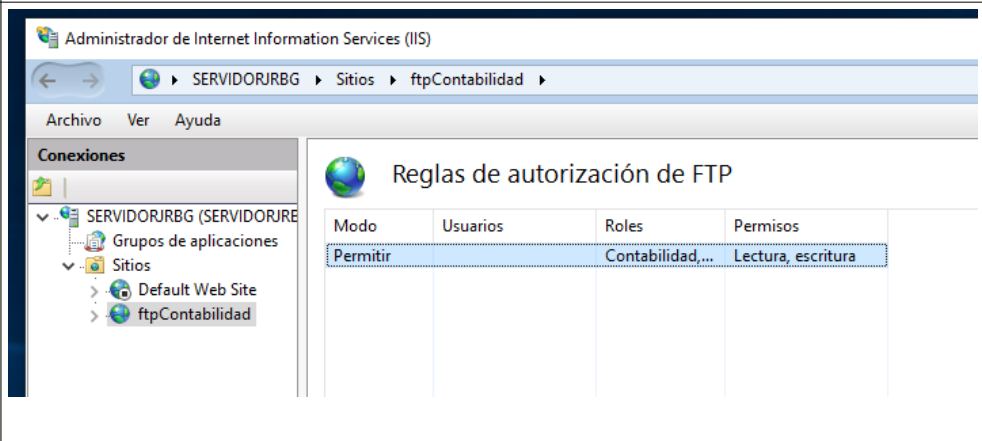 Administrador de Internet Information Services (IIS)
SERVIDORJRBG ▸ Sitios ▸ ftpContabilidad ▸
Archivo Ver Ayuda
Conexiones
SERVIDORJRBG (SERVIDORJRB
Grupos de aplicaciones
Sitios
Default Web Site
ftpContabilidad
Reglas de autorización de FTP
Modo Usuarios Roles Permisos
Permitir Contabilidad,... Lectura, escritura